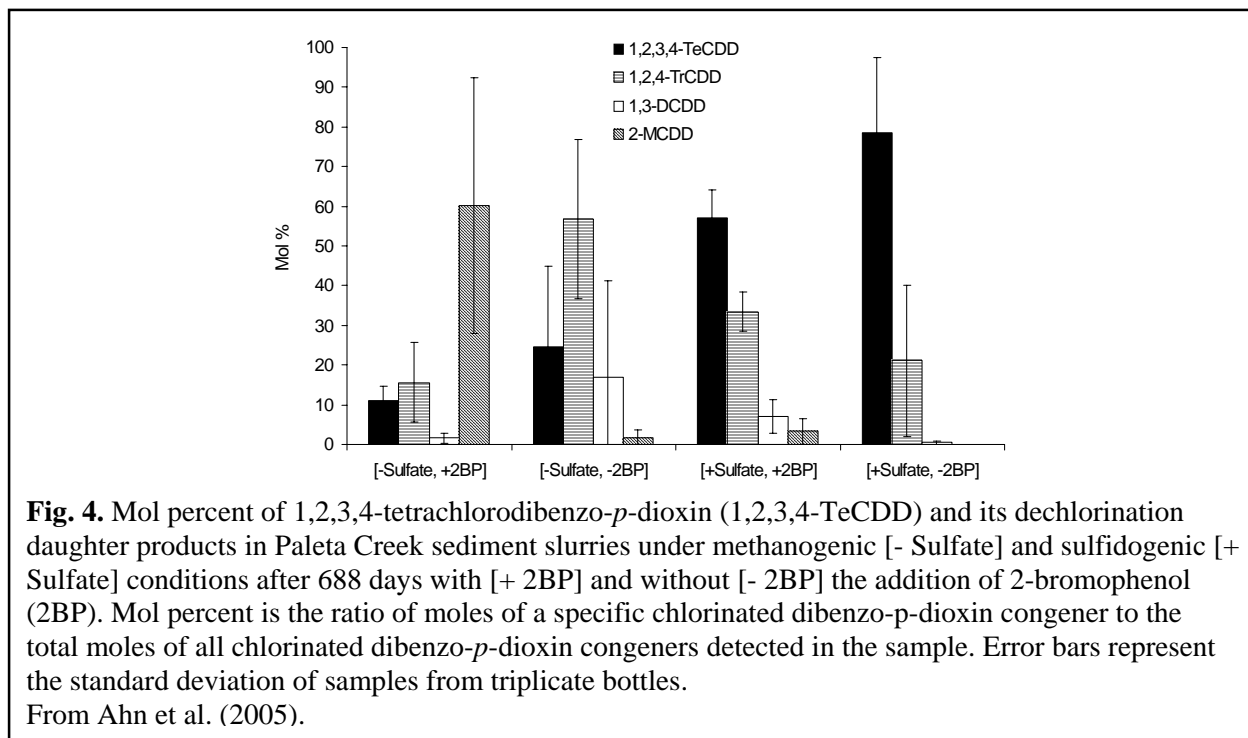 1,2,3,4-TeCDD
1,2,4-TrCDD
1,3-DCDD
2-MCDD
100
90
80
70
60
50
40
30
20
10
0
Mol %
[-Sulfate, +2BP] [-Sulfate, -2BP] [+Sulfate, +2BP] [+Sulfate, -2BP]
Fig. 4. Mol percent of 1,2,3,4-tetrachlorodibenzo-p-dioxin (1,2,3,4-TeCDD) and its dechlorination
daughter products in Paleta Creek sediment slurries under methanogenic [- Sulfate] and sulfidogenic [+
Sulfate] conditions after 688 days with [+ 2BP] and without [- 2BP] the addition of 2-bromophenol
(2BP). Mol percent is the ratio of moles of a specific chlorinated dibenzo-p-dioxin congener to the
total moles of all chlorinated dibenzo-p-dioxin congeners detected in the sample. Error bars represent
the standard deviation of samples from triplicate bottles.
From Ahn et al. (2005).